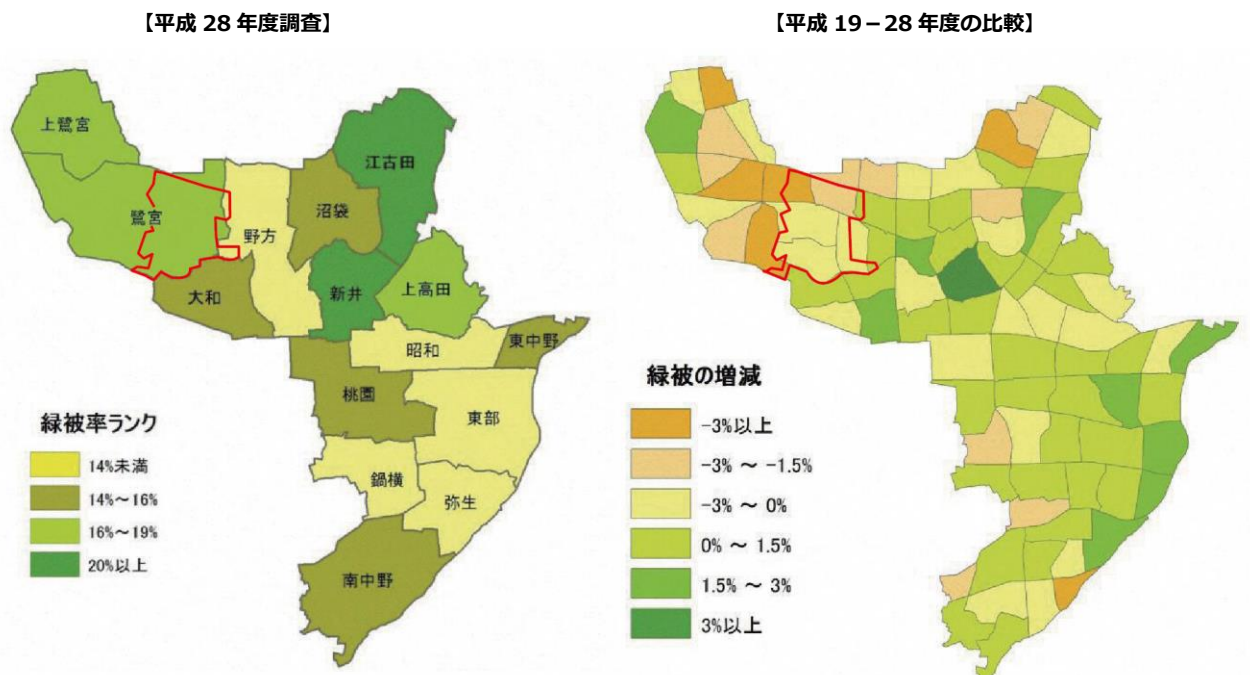 【平成 28 年度調査】
上鷺宮
江古田
鷺宮
沼袋
野方
大和
新井
上高田
昭和
東中野
桃園
東部
鍋横
弥生
南中野
緑被率ランク
14%未満
14%～16%
16%～19%
20%以上
【平成 19－28 年度の比較】
緑被の増減
-3%以上
-3% ～ -1.5%
-3% ～ 0%
0% ～ 1.5%
1.5% ～ 3%
3%以上